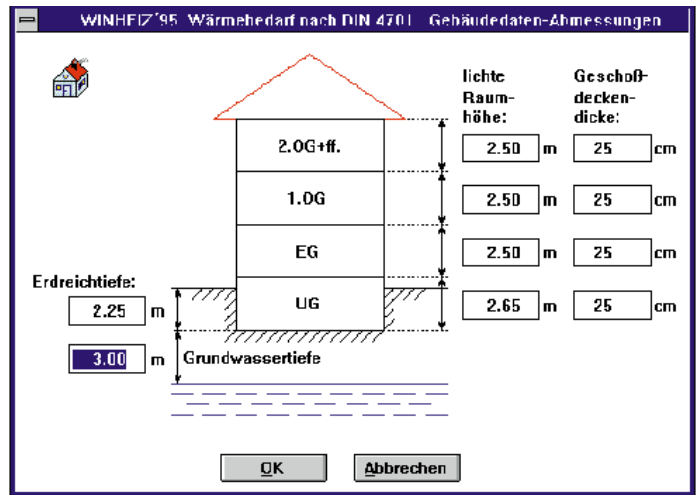 WINHEIZ'95 Wärmehedarf nach DIN 4701 Gebäudedaten-Abmessungen
lichte Raum-höhe:
Geschoß-decken-dicke:
2.OG+ff.
2.50 m 25 cm
1.OG
2.50 m 25 cm
EG
2.50 m 25 cm
Erdreichtiefe:
UG
2.25 m
2.65 m 25 cm
3.00 m Grundwassertiefe
OK Abbrechen